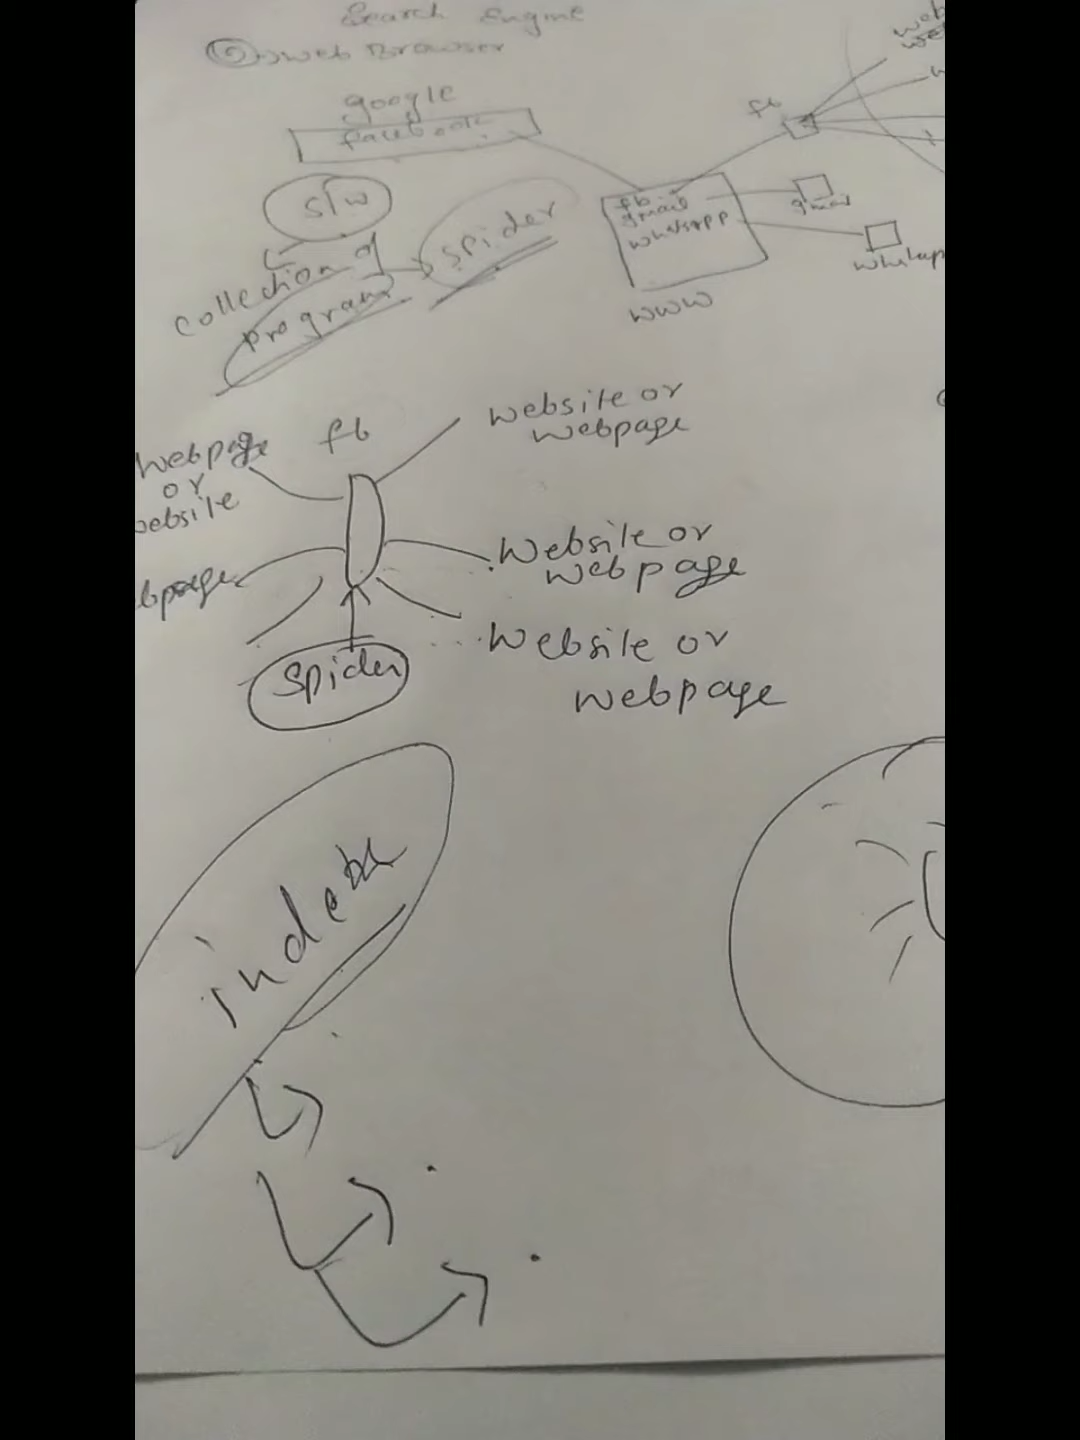 Search Engine
web Browser
google
facebook
S/W
Collection of
program
spider
fb
gmail
whatsapp
www
fb
gmail
web
fb
website or
webpage
webpage
or
website
Website or
webpage
Website or
webpage
spider
index